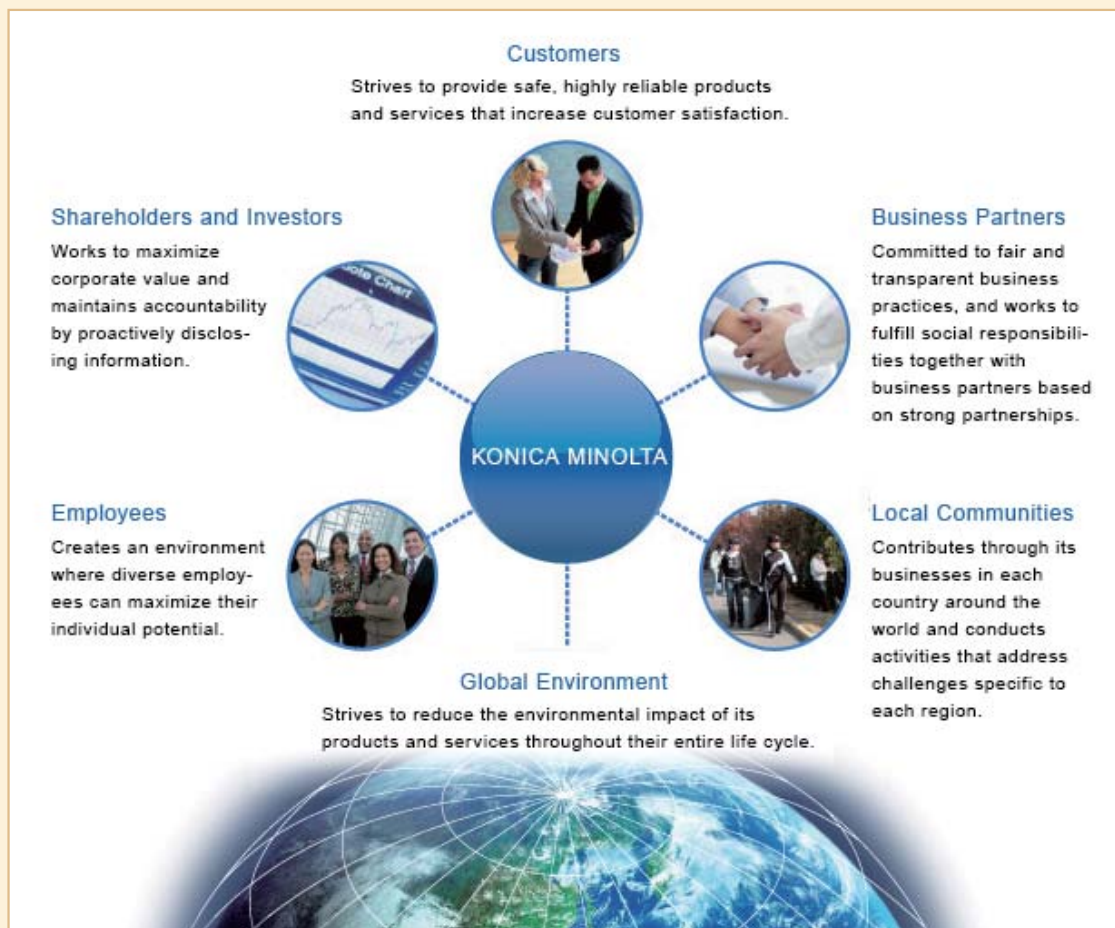 Customers
Strives to provide safe, highly reliable products
and services that increase customer satisfaction.
Shareholders and Investors
Works to maximize
corporate value and
maintains accountability
by proactively disclos-
ing information.
Quote Chart
Business Partners
Committed to fair and
transparent business
practices, and works to
fulfill social responsibili-
ties together with
business partners based
on strong partnerships.
KONICA MINOLTA
Employees
Creates an environment
where diverse employ-
ees can maximize their
individual potential.
Local Communities
Contributes through its
businesses in each
country around the
world and conducts
activities that address
challenges specific to
each region.
Global Environment
Strives to reduce the environmental impact of its
products and services throughout their entire life cycle.